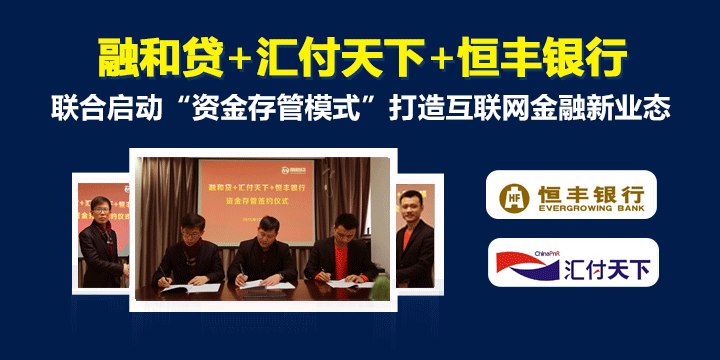 融和贷+汇付天下+恒丰银行
联合启动“资金存管模式”打造互联网金融新业态
融和贷+汇付天下+恒丰银行
资金存管签约仪式
HF
恒丰银行
EVERGROWING BANK
ChinaPnR
汇付天下